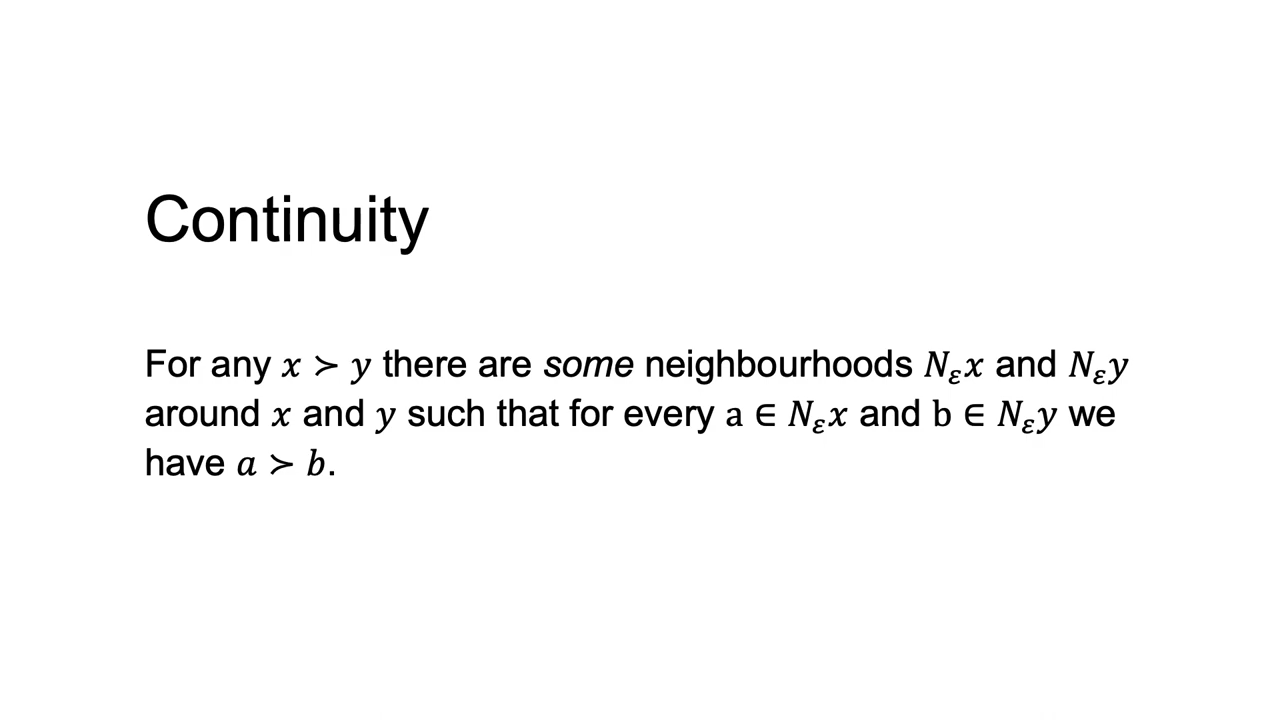 Continuity
For any 𝑥 ≻ 𝑦 there are some neighbourhoods 𝑁𝜀𝑥 and 𝑁𝜀𝑦
around 𝑥 and 𝑦 such that for every a ∈ 𝑁𝜀𝑥 and b ∈ 𝑁𝜀𝑦 we
have 𝑎 ≻ 𝑏.